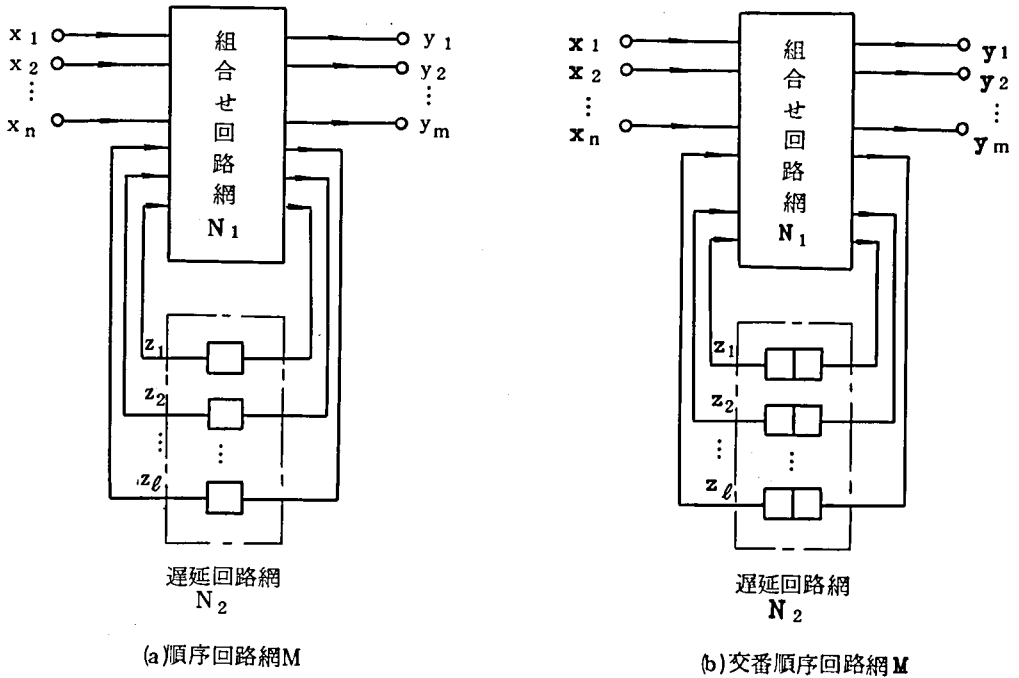 x 1
x 2
⋮
x n
組合せ回路網
N 1
y 1
y 2
⋮
y m
z 1
z 2
⋮
⋮
z ℓ
遅延回路網
N 2
(a)順序回路網M
x 1
x 2
⋮
x n
組合せ回路網
N 1
y 1
y 2
⋮
y m
z 1
z 2
⋮
⋮
z ℓ
遅延回路網
N 2
(b)交番順序回路網M